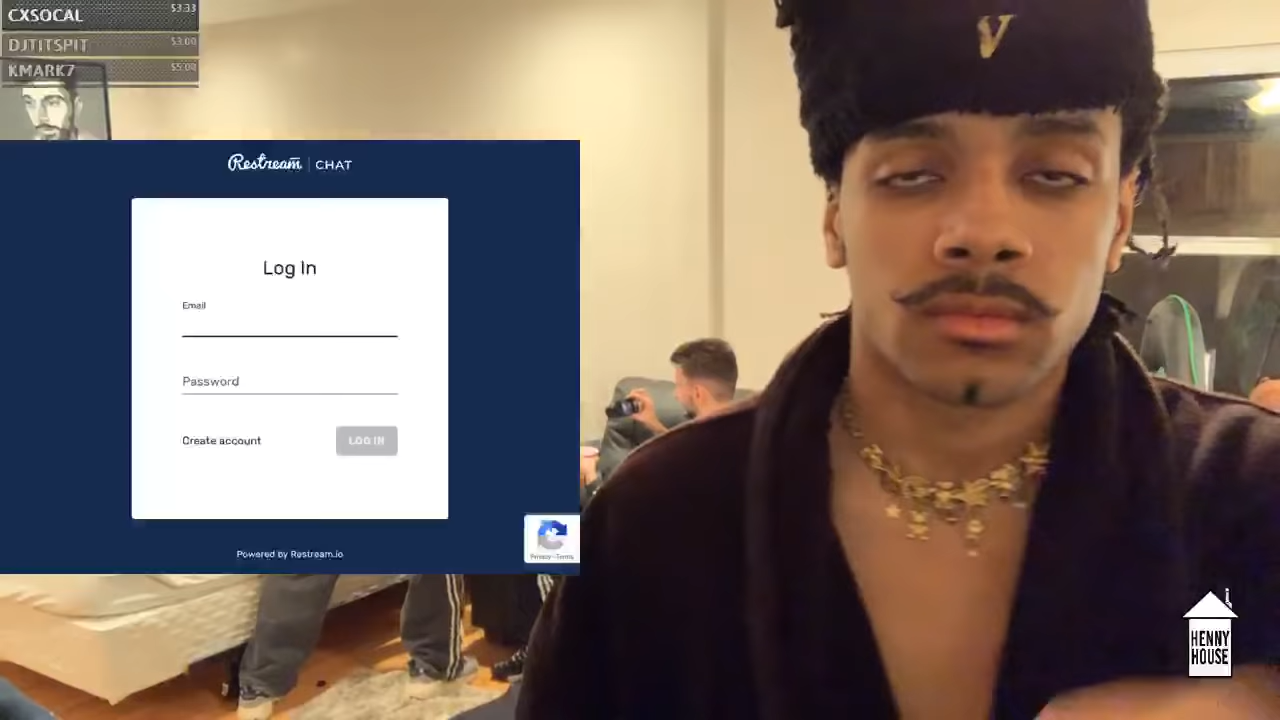 CXSOCAL $3.33
DJTITSPIT $3.00
KMARK7 $5.00
V
Restream | CHAT
Log In
Email
Password
Create account LOG IN
Powered by Restream.io
Privacy - Terms
HENNY
HOUSE